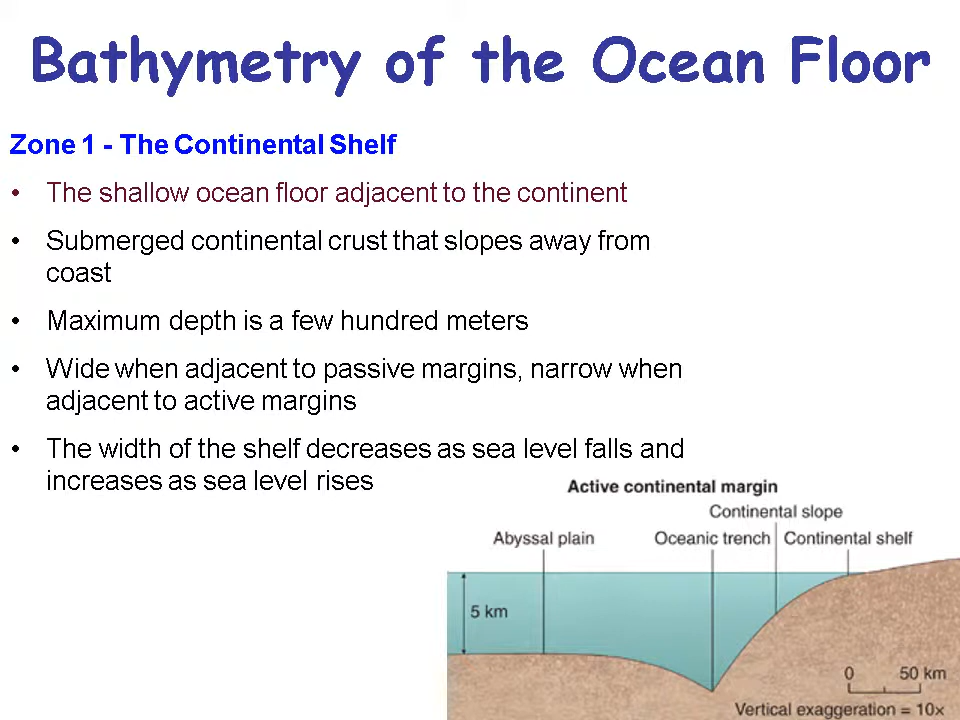 Bathymetry of the Ocean Floor
Zone 1 - The Continental Shelf
• The shallow ocean floor adjacent to the continent
• Submerged continental crust that slopes away from
coast
• Maximum depth is a few hundred meters
• Wide when adjacent to passive margins, narrow when
adjacent to active margins
• The width of the shelf decreases as sea level falls and
increases as sea level rises
Active continental margin
Continental slope
Abyssal plain Oceanic trench Continental shelf
5 km
0 50 km
Vertical exaggeration = 10×